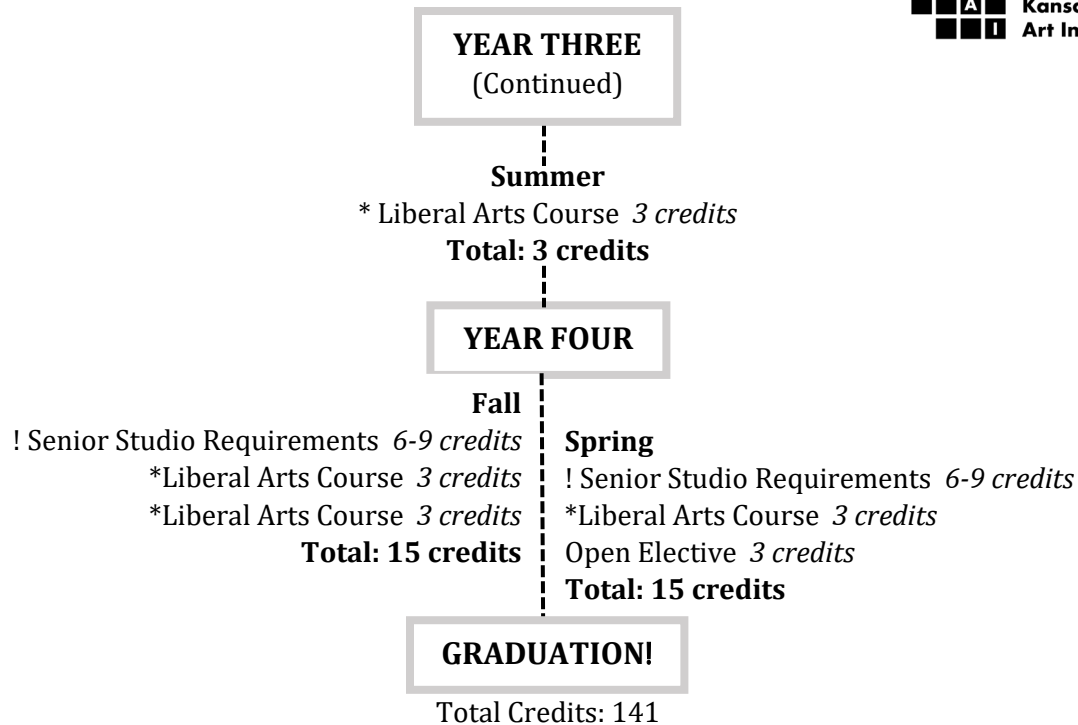 A Kansa
I Art In
YEAR THREE
(Continued)
Summer
* Liberal Arts Course 3 credits
Total: 3 credits
YEAR FOUR
Fall
! Senior Studio Requirements 6-9 credits
*Liberal Arts Course 3 credits
*Liberal Arts Course 3 credits
Total: 15 credits
Spring
! Senior Studio Requirements 6-9 credits
*Liberal Arts Course 3 credits
Open Elective 3 credits
Total: 15 credits
GRADUATION!
Total Credits: 141